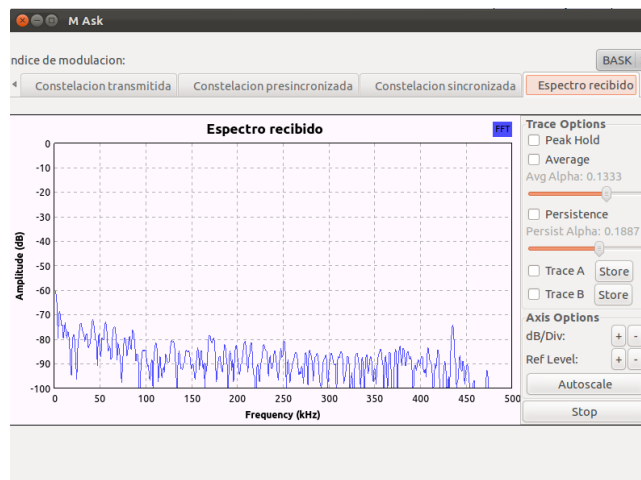 M Ask
ndice de modulacion:
BASK
Constelacion transmitida
Constelacion presincronizada
Constelacion sincronizada
Espectro recibido
Espectro recibido
FFT
Amplitude (dB)
0
-10
-20
-30
-40
-50
-60
-70
-80
-90
-100
0 50 100 150 200 250 300 350 400 450 500
Frequency (kHz)
Trace Options
Peak Hold
Average
Avg Alpha: 0.1333
Persistence
Persist Alpha: 0.1887
Trace A Store
Trace B Store
Axis Options
dB/Div: + -
Ref Level: + -
Autoscale
Stop